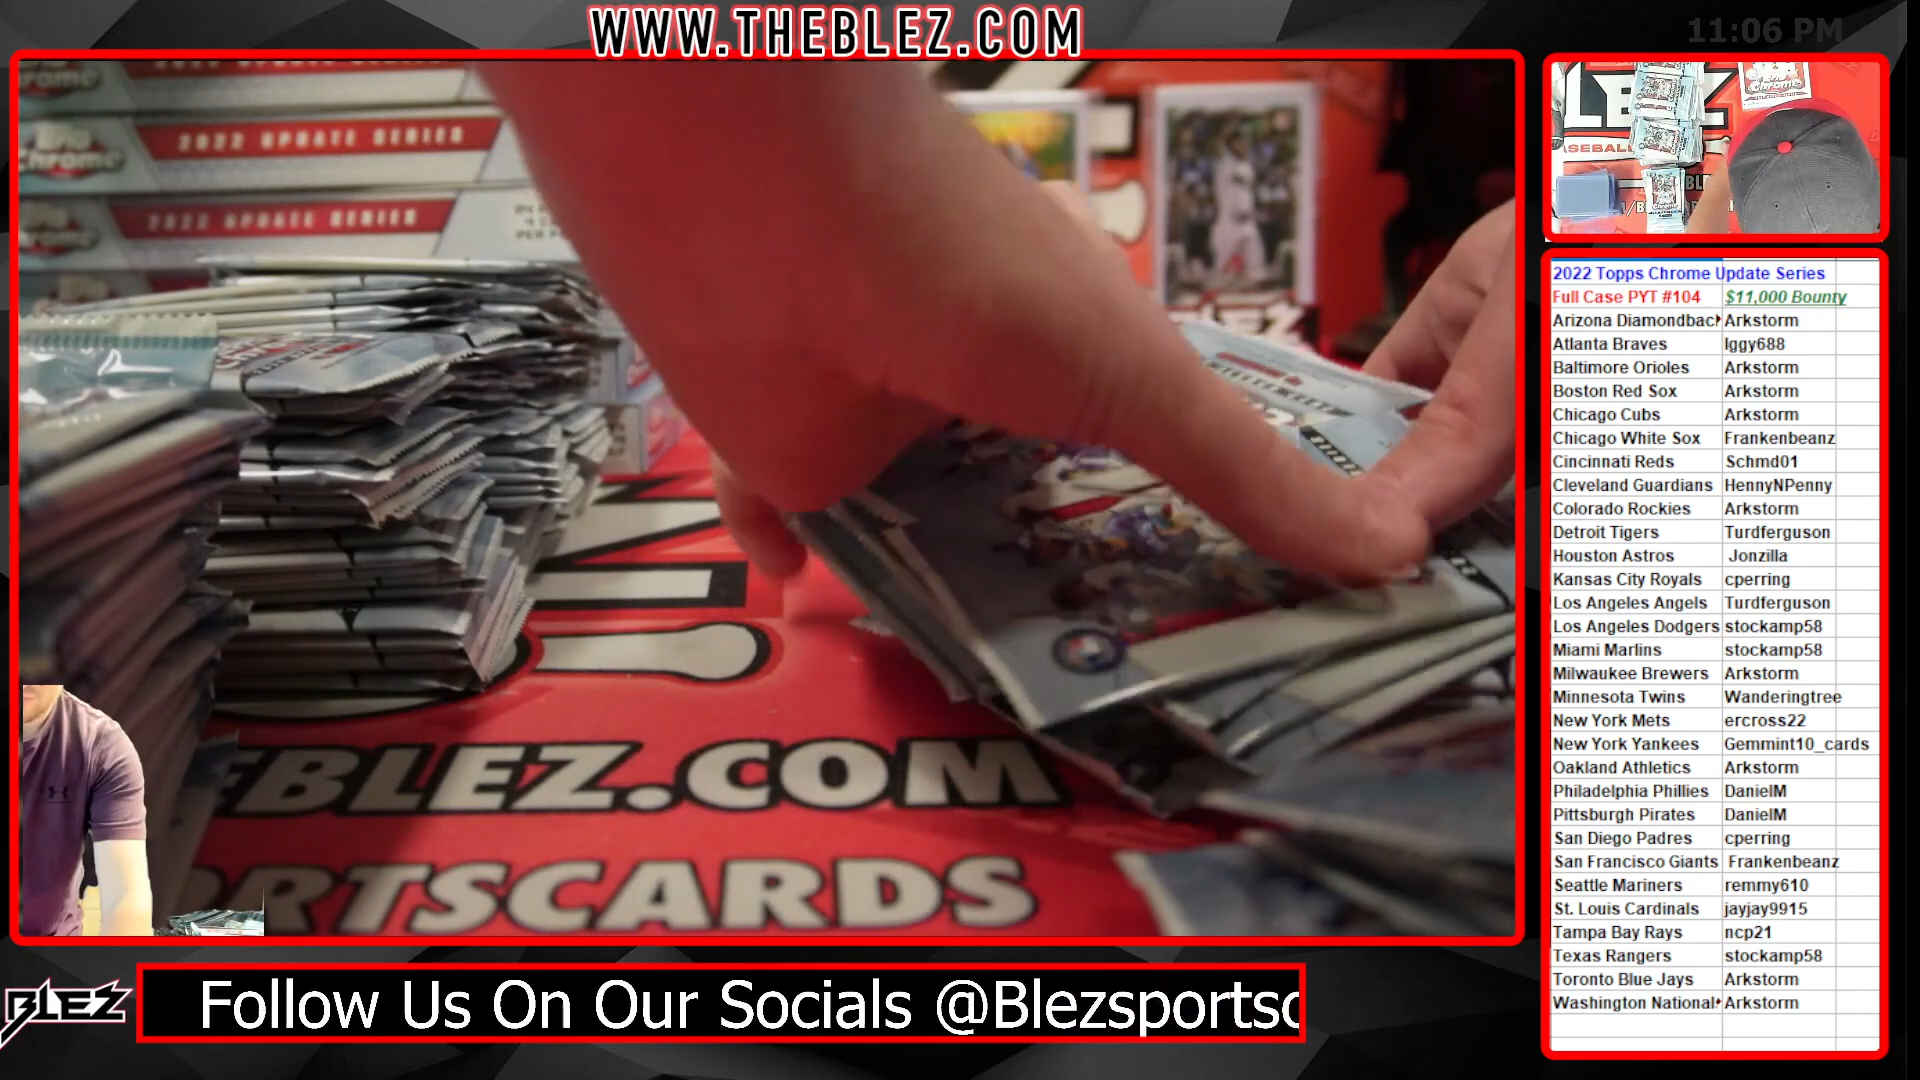 WWW.THEBLEZ.COM
11:06 PM
2022 UPDATE SERIES
Chrome
2022 UPDATE SERIES
BLEZ
BLEZ.COM
RTSCARDS
BASEBALL
2022 Topps Chrome Update Series
Full Case PYT #104 $11,000 Bounty
Arizona Diamondbac Arkstorm
Atlanta Braves Iggy688
Baltimore Orioles Arkstorm
Boston Red Sox Arkstorm
Chicago Cubs Arkstorm
Chicago White Sox Frankenbeanz
Cincinnati Reds Schmd01
Cleveland Guardians HennyNPenny
Colorado Rockies Arkstorm
Detroit Tigers Turdferguson
Houston Astros Jonzilla
Kansas City Royals cperring
Los Angeles Angels Turdferguson
Los Angeles Dodgers stockamp58
Miami Marlins stockamp58
Milwaukee Brewers Arkstorm
Minnesota Twins Wanderingtree
New York Mets ercross22
New York Yankees Gemmint10_cards
Oakland Athletics Arkstorm
Philadelphia Phillies DanielM
Pittsburgh Pirates DanielM
San Diego Padres cperring
San Francisco Giants Frankenbeanz
Seattle Mariners remmy610
St. Louis Cardinals jayjay9915
Tampa Bay Rays ncp21
Texas Rangers stockamp58
Toronto Blue Jays Arkstorm
Washington National Arkstorm
BLEZ
Follow Us On Our Socials @Blezsportsc